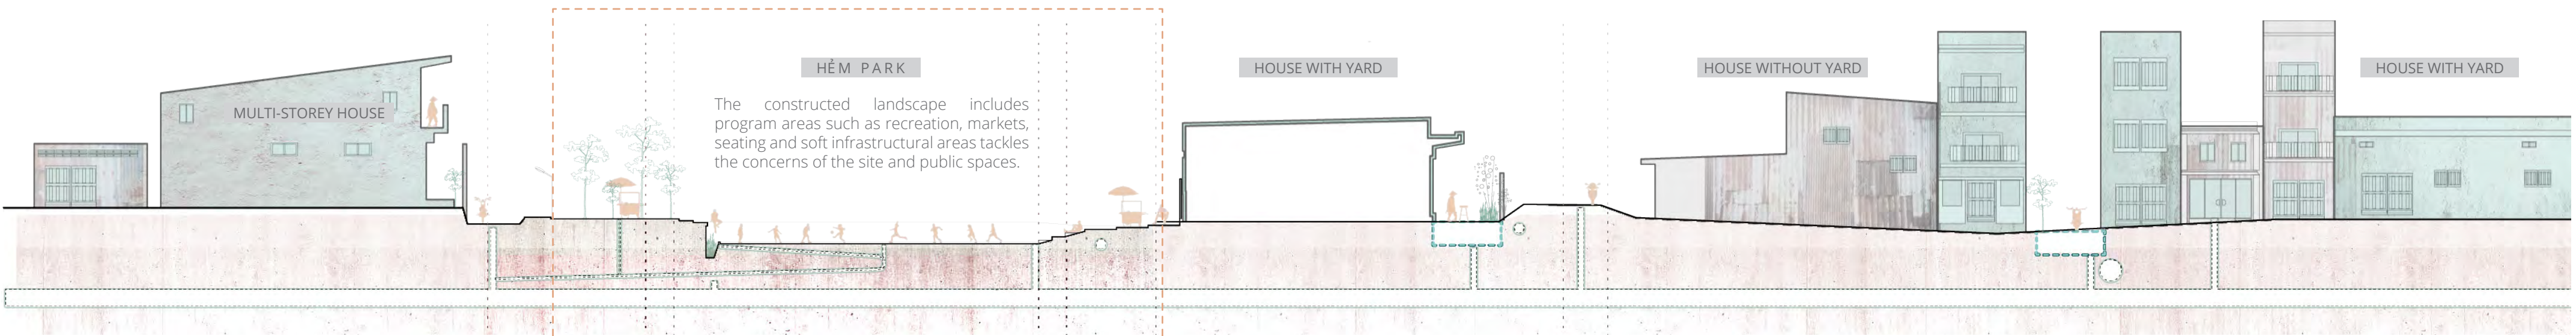 HẺM PARK
HOUSE WITH YARD
HOUSE WITHOUT YARD
HOUSE WITH YARD
MULTI-STOREY HOUSE
The constructed landscape includes
program areas such as recreation, markets,
seating and soft infrastructural areas tackles
the concerns of the site and public spaces.